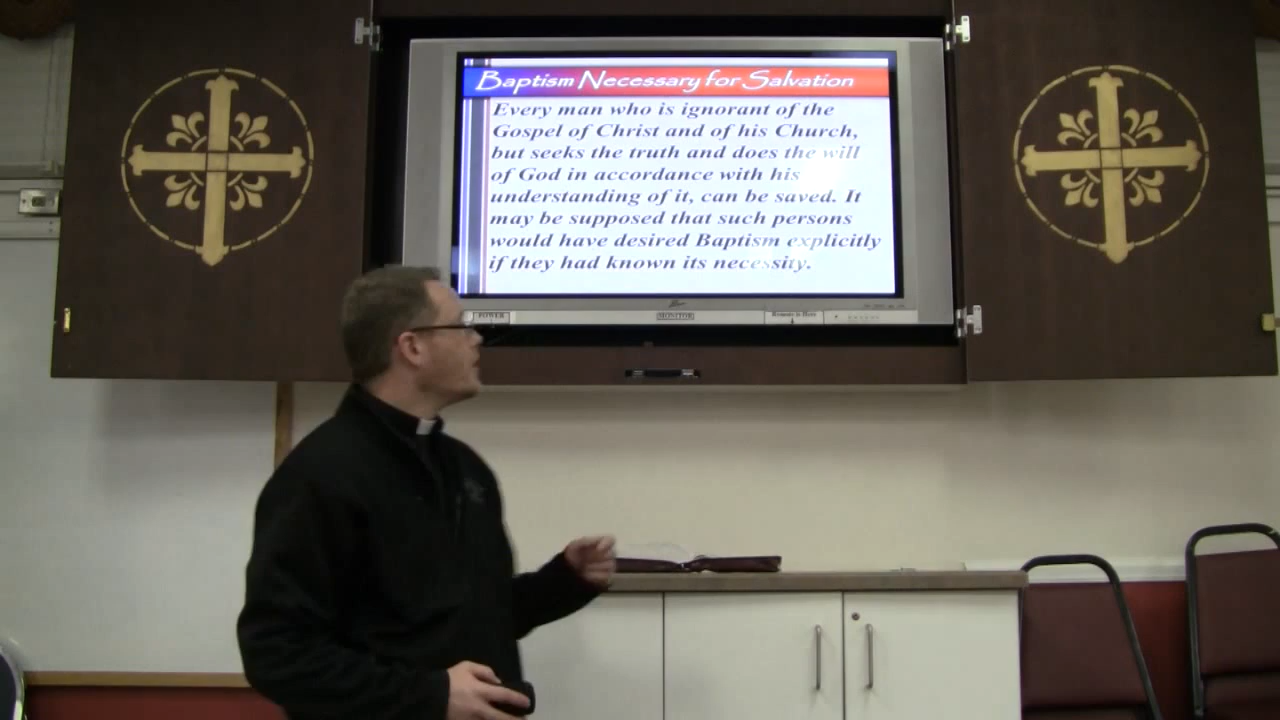 Baptism Necessary for Salvation
Every man who is ignorant of the
Gospel of Christ and of his Church,
but seeks the truth and does the will
of God in accordance with his
understanding of it, can be saved. It
may be supposed that such persons
would have desired Baptism explicitly
if they had known its necessity.
POWER
MONITOR
Remote is Here